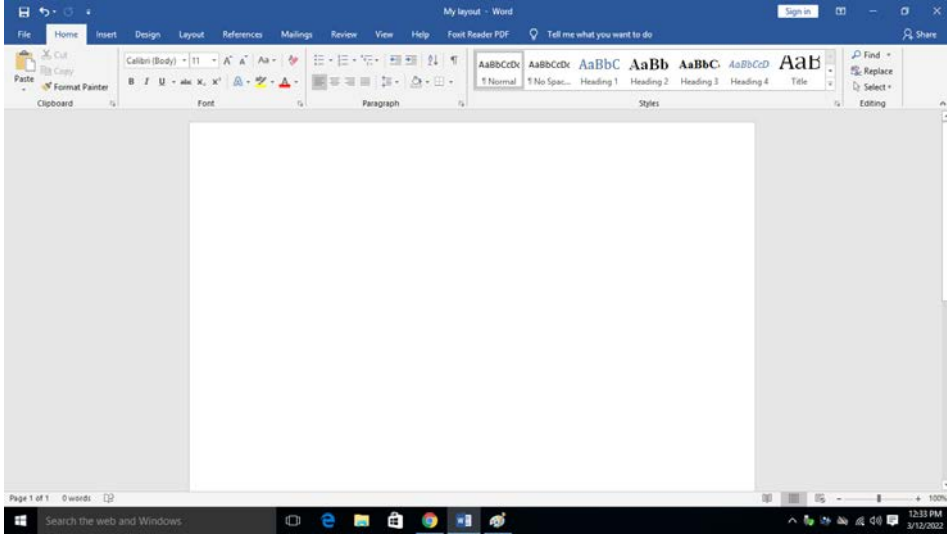 My layout - Word
Sign in
File Home Insert Design Layout References Mailings Review View Help Foxit Reader PDF Tell me what you want to do Share
Paste
Cut
Copy
Format Painter
Clipboard
Calibri (Body) 11 A A Aa
B I U abc x, x² A A
Font
Paragraph
AaBbCcDc AaBbCcDc AaBbC AaBb AaBbC AaBbCcD AaB
¶ Normal ¶ No Spac... Heading 1 Heading 2 Heading 3 Heading 4 Title
Styles
Find
Replace
Select
Editing
Page 1 of 1 0 words 100%
Search the web and Windows
12:33 PM
3/12/2022